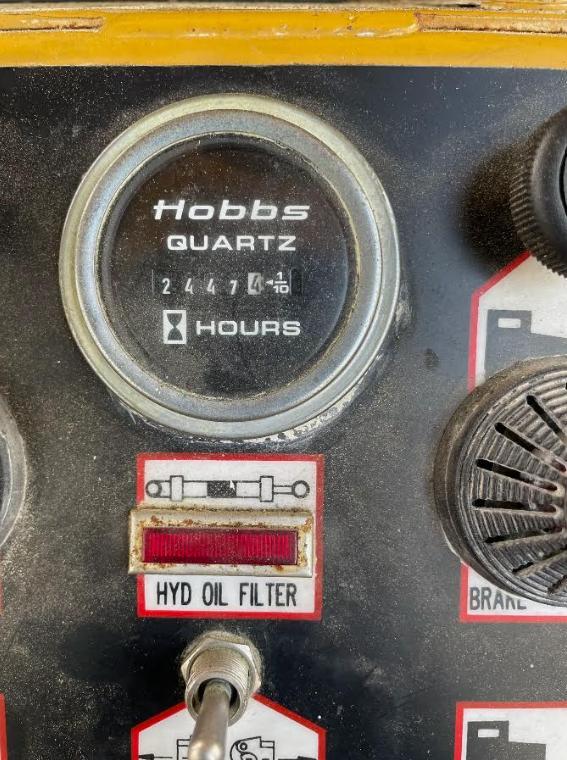 Hobbs
QUARTZ
2 4 4 7 4 1/10
HOURS
HYD OIL FILTER
BRAKE